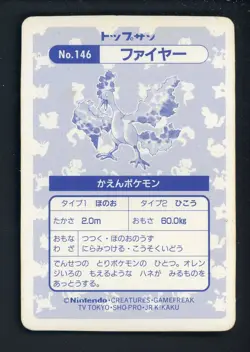 トップサン
No.146 ファイヤー
かえんポケモン
タイプ1 ほのお タイプ2 ひこう
たかさ 2.0m おもさ 60.0kg
おもな つつく・ほのおのうず
わ ざ にらみつける・こうそくいどう
でんせつの とりポケモンの ひとつ。オレン
ジいろの もえるような ハネが みるものを
あっとうする。
©Nintendo・CREATURES・GAMEFREAK
TV TOKYO・SHO-PRO・JR.KIKAKU